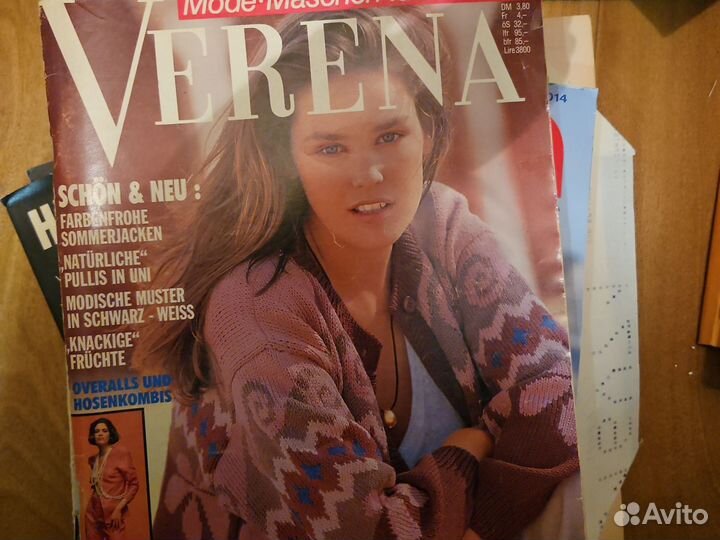 Mode·Maschen
DM 3,80
Fr 4,-
öS 32,-
lfr 95,-
bfr 85,-
Lire 3800
VERENA
SCHÖN & NEU :
FARBENFROHE
SOMMERJACKEN
„NATÜRLICHE“
PULLIS IN UNI
MODISCHE MUSTER
IN SCHWARZ - WEISS
„KNACKIGE“
FRÜCHTE
OVERALLS UND
HOSENKOMBIS
H
014
Avito